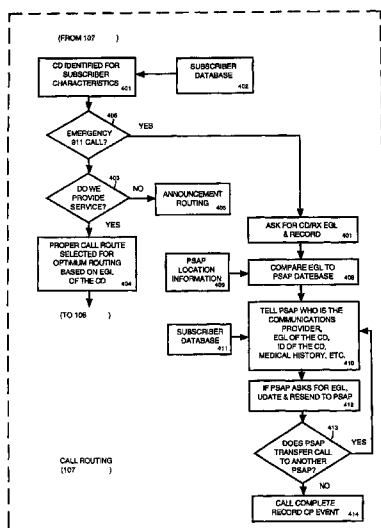 (FROM 107 )
CD IDENTIFED FOR
SUBSCRIBER
CHARACTERISTICS
401
SUBSCRIBER
DATABASE
402
406
EMERGENCY
911 CALL?
YES
403
DO WE
PROVIDE
SERVICE?
NO
ANNOUNCEMENT
ROUTING
405
YES
PROPER CALL ROUTE
SELECTED FOR
OPTIMUM ROUTING
BASED ON EGL
OF THE CD
404
(TO 108 )
ASK FOR CD/RX EGL
& RECORD
401
PSAP
LOCATION
INFORMATION
409
COMPARE EGL TO
PSAP DATEBASE
408
TELL PSAP WHO IS THE
COMMUNICATIONS
PROVIDER,
EGL OF THE CD,
ID OF THE CD,
MEDICAL HISTORY, ETC.
410
SUBSCRIBER
DATABASE
411
IF PSAP ASKS FOR EGL,
UDATE & RESEND TO PSAP
412
413
DOES PSAP
TRANSFER CALL
TO ANOTHER
PSAP?
YES
NO
CALL COMPLETE
RECORD CP EVENT
414
CALL ROUTING
(107 )